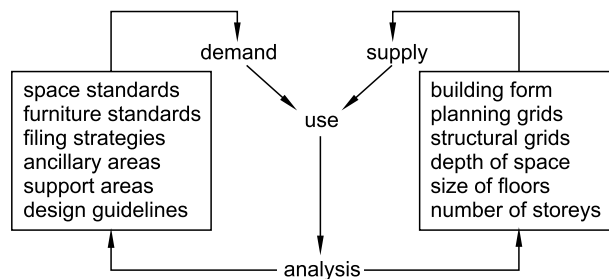 demand
supply
space standards
furniture standards
filing strategies
ancillary areas
support areas
design guidelines
use
building form
planning grids
structural grids
depth of space
size of floors
number of storeys
analysis